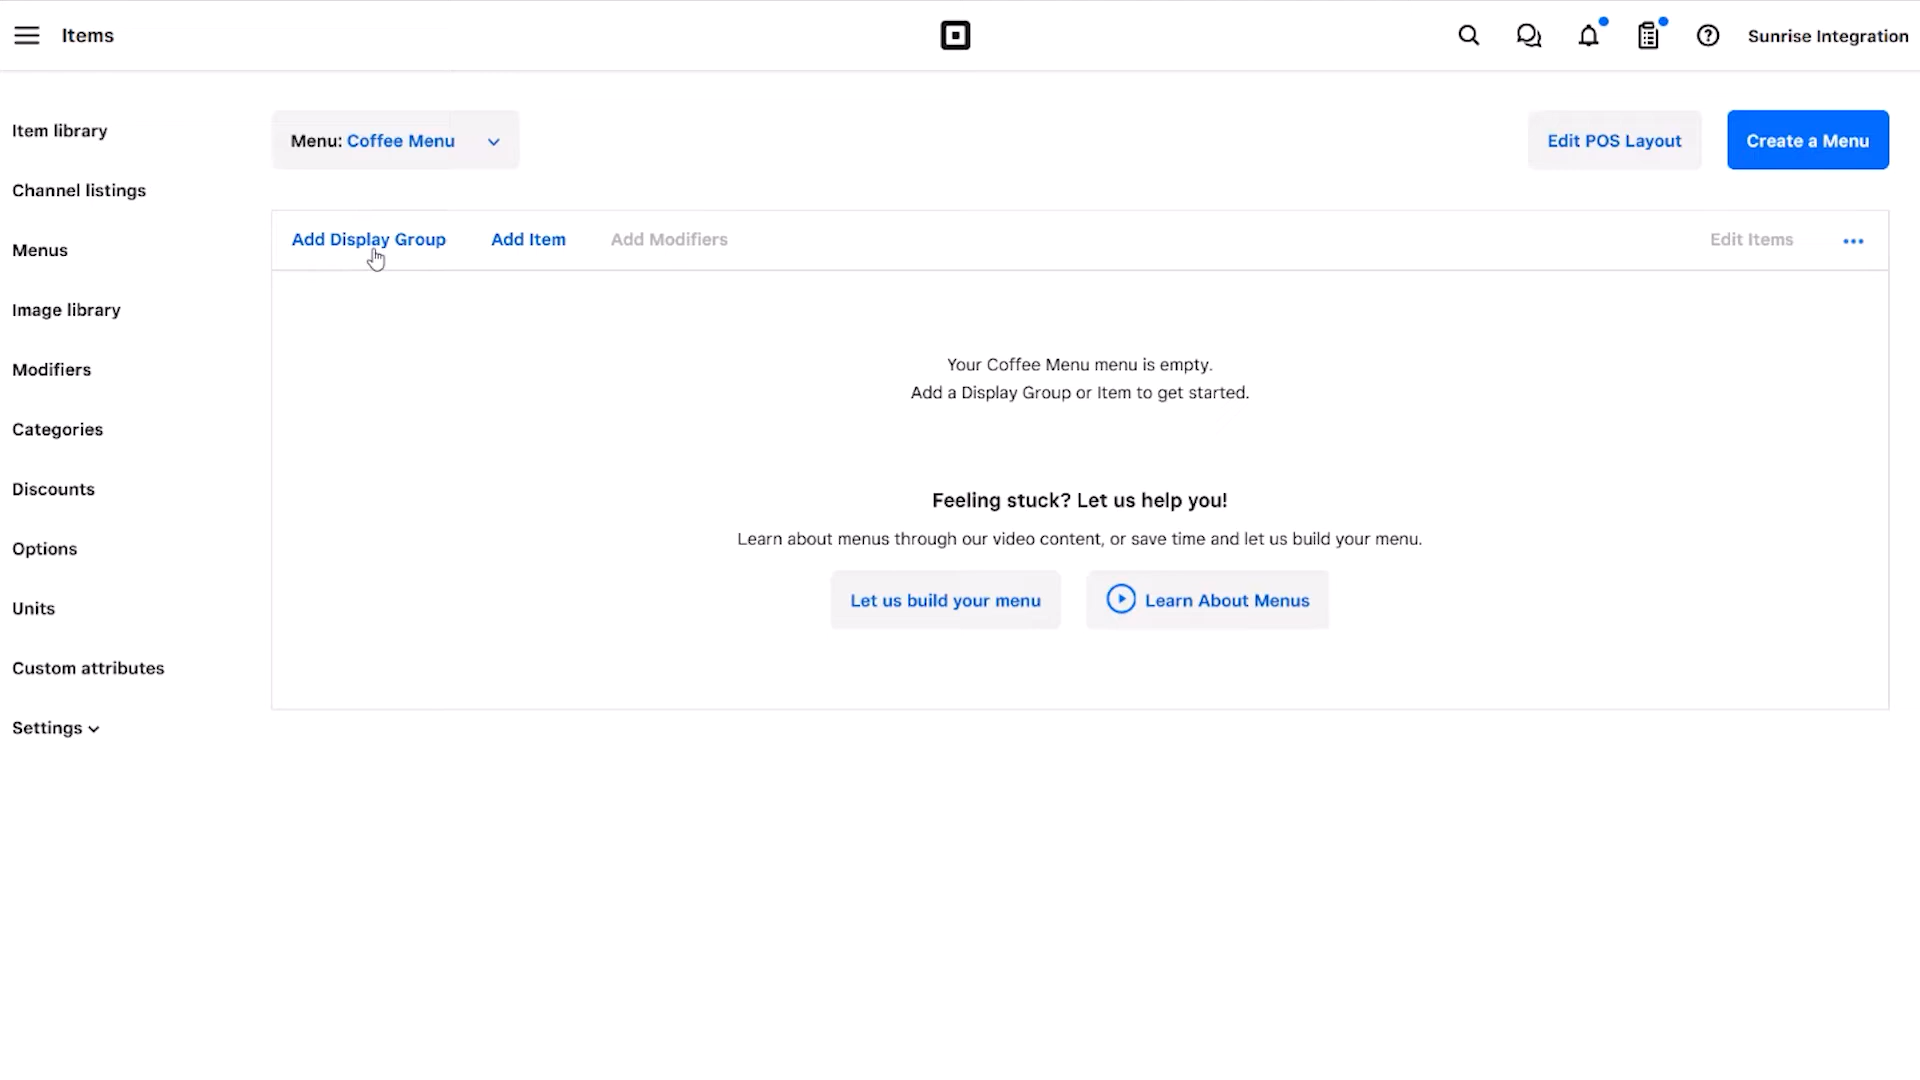 Items
Sunrise Integration
Item library
Channel listings
Menus
Image library
Modifiers
Categories
Discounts
Options
Units
Custom attributes
Settings
Menu: Coffee Menu
Edit POS Layout
Create a Menu
Add Display Group
Add Item
Add Modifiers
Edit Items
Your Coffee Menu menu is empty.
Add a Display Group or Item to get started.
Feeling stuck? Let us help you!
Learn about menus through our video content, or save time and let us build your menu.
Let us build your menu
Learn About Menus